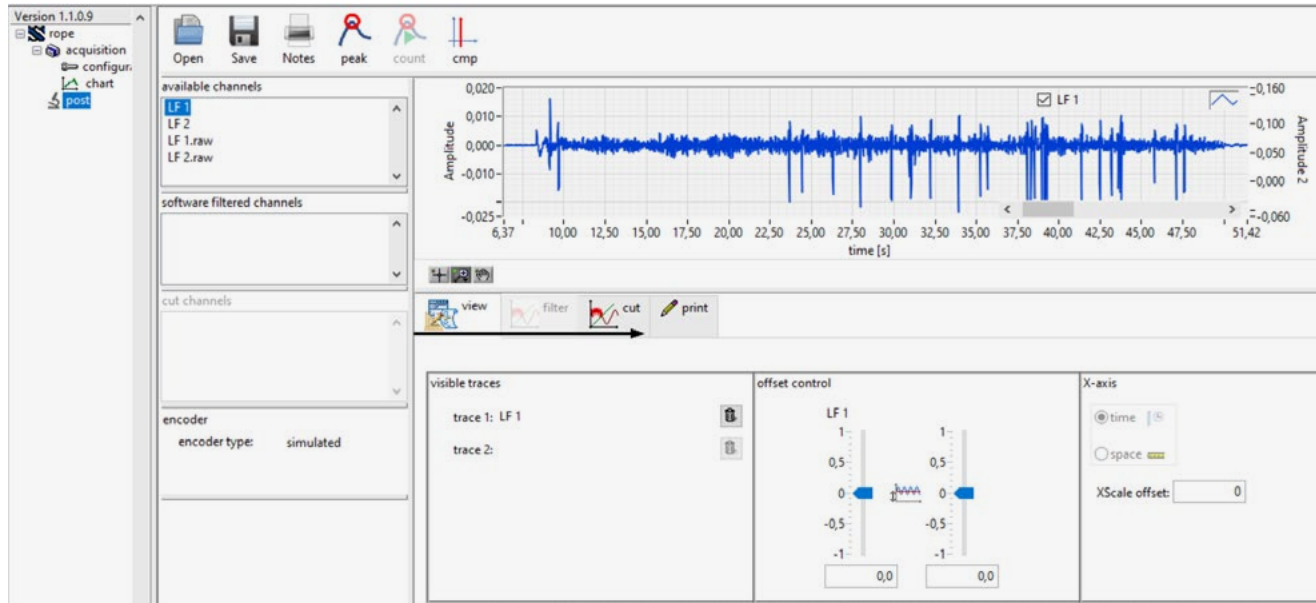 Version 1.1.0.9
rope
acquisition
configur
chart
post
Open Save Notes peak count cmp
available channels
LF 1
LF 2
LF 1.raw
LF 2.raw
software filtered channels
cut channels
encoder
encoder type: simulated
LF 1
Amplitude
0,020
0,010
0,000
-0,010
-0,025
0,160
0,100
0,050
-0,000
-0,060
Amplitude 2
6,37 10,00 12,50 15,00 17,50 20,00 22,50 25,00 27,50 30,00 32,50 35,00 37,50 40,00 42,50 45,00 47,50 51,42
time [s]
view filter cut print
visible traces
trace 1: LF 1
trace 2:
offset control
LF 1
1 1
0,5 0,5
0 0
-0,5 -0,5
-1 -1
0,0 0,0
X-axis
time
space
XScale offset: 0